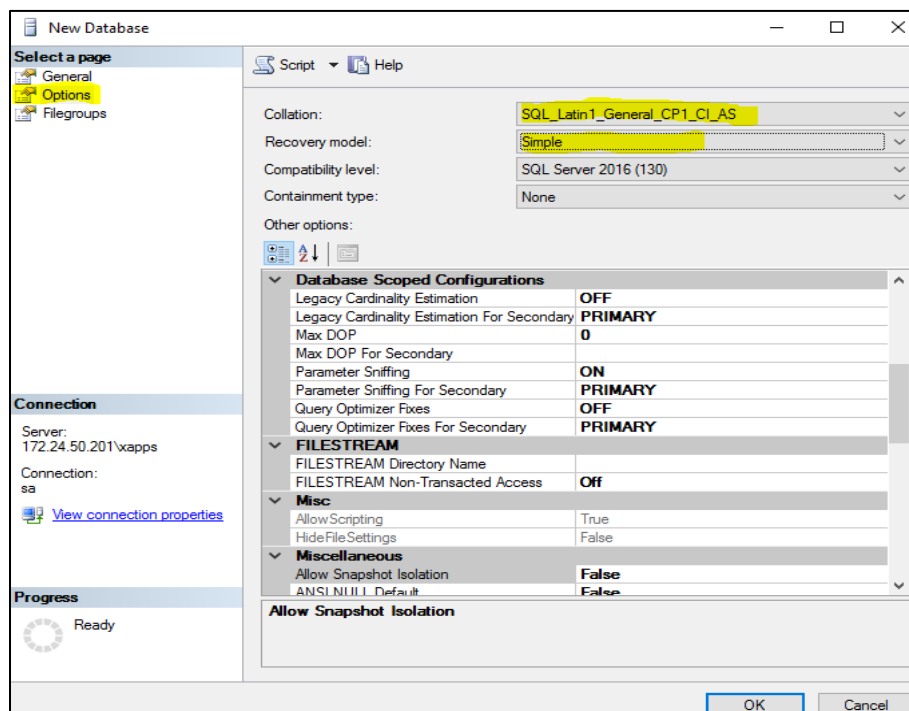 New Database
Select a page
General
Options
Filegroups
Script Help
Collation: SQL_Latin1_General_CP1_CI_AS
Recovery model: Simple
Compatibility level: SQL Server 2016 (130)
Containment type: None
Other options:
Database Scoped Configurations
Legacy Cardinality Estimation OFF
Legacy Cardinality Estimation For Secondary PRIMARY
Max DOP 0
Max DOP For Secondary
Parameter Sniffing ON
Parameter Sniffing For Secondary PRIMARY
Query Optimizer Fixes OFF
Query Optimizer Fixes For Secondary PRIMARY
FILESTREAM
FILESTREAM Directory Name
FILESTREAM Non-Transacted Access Off
Misc
AllowScripting True
HideFileSettings False
Miscellaneous
Allow Snapshot Isolation False
ANSI NULL Default False
Allow Snapshot Isolation
Connection
Server:
172.24.50.201\xapps
Connection:
sa
View connection properties
Progress
Ready
OK Cancel